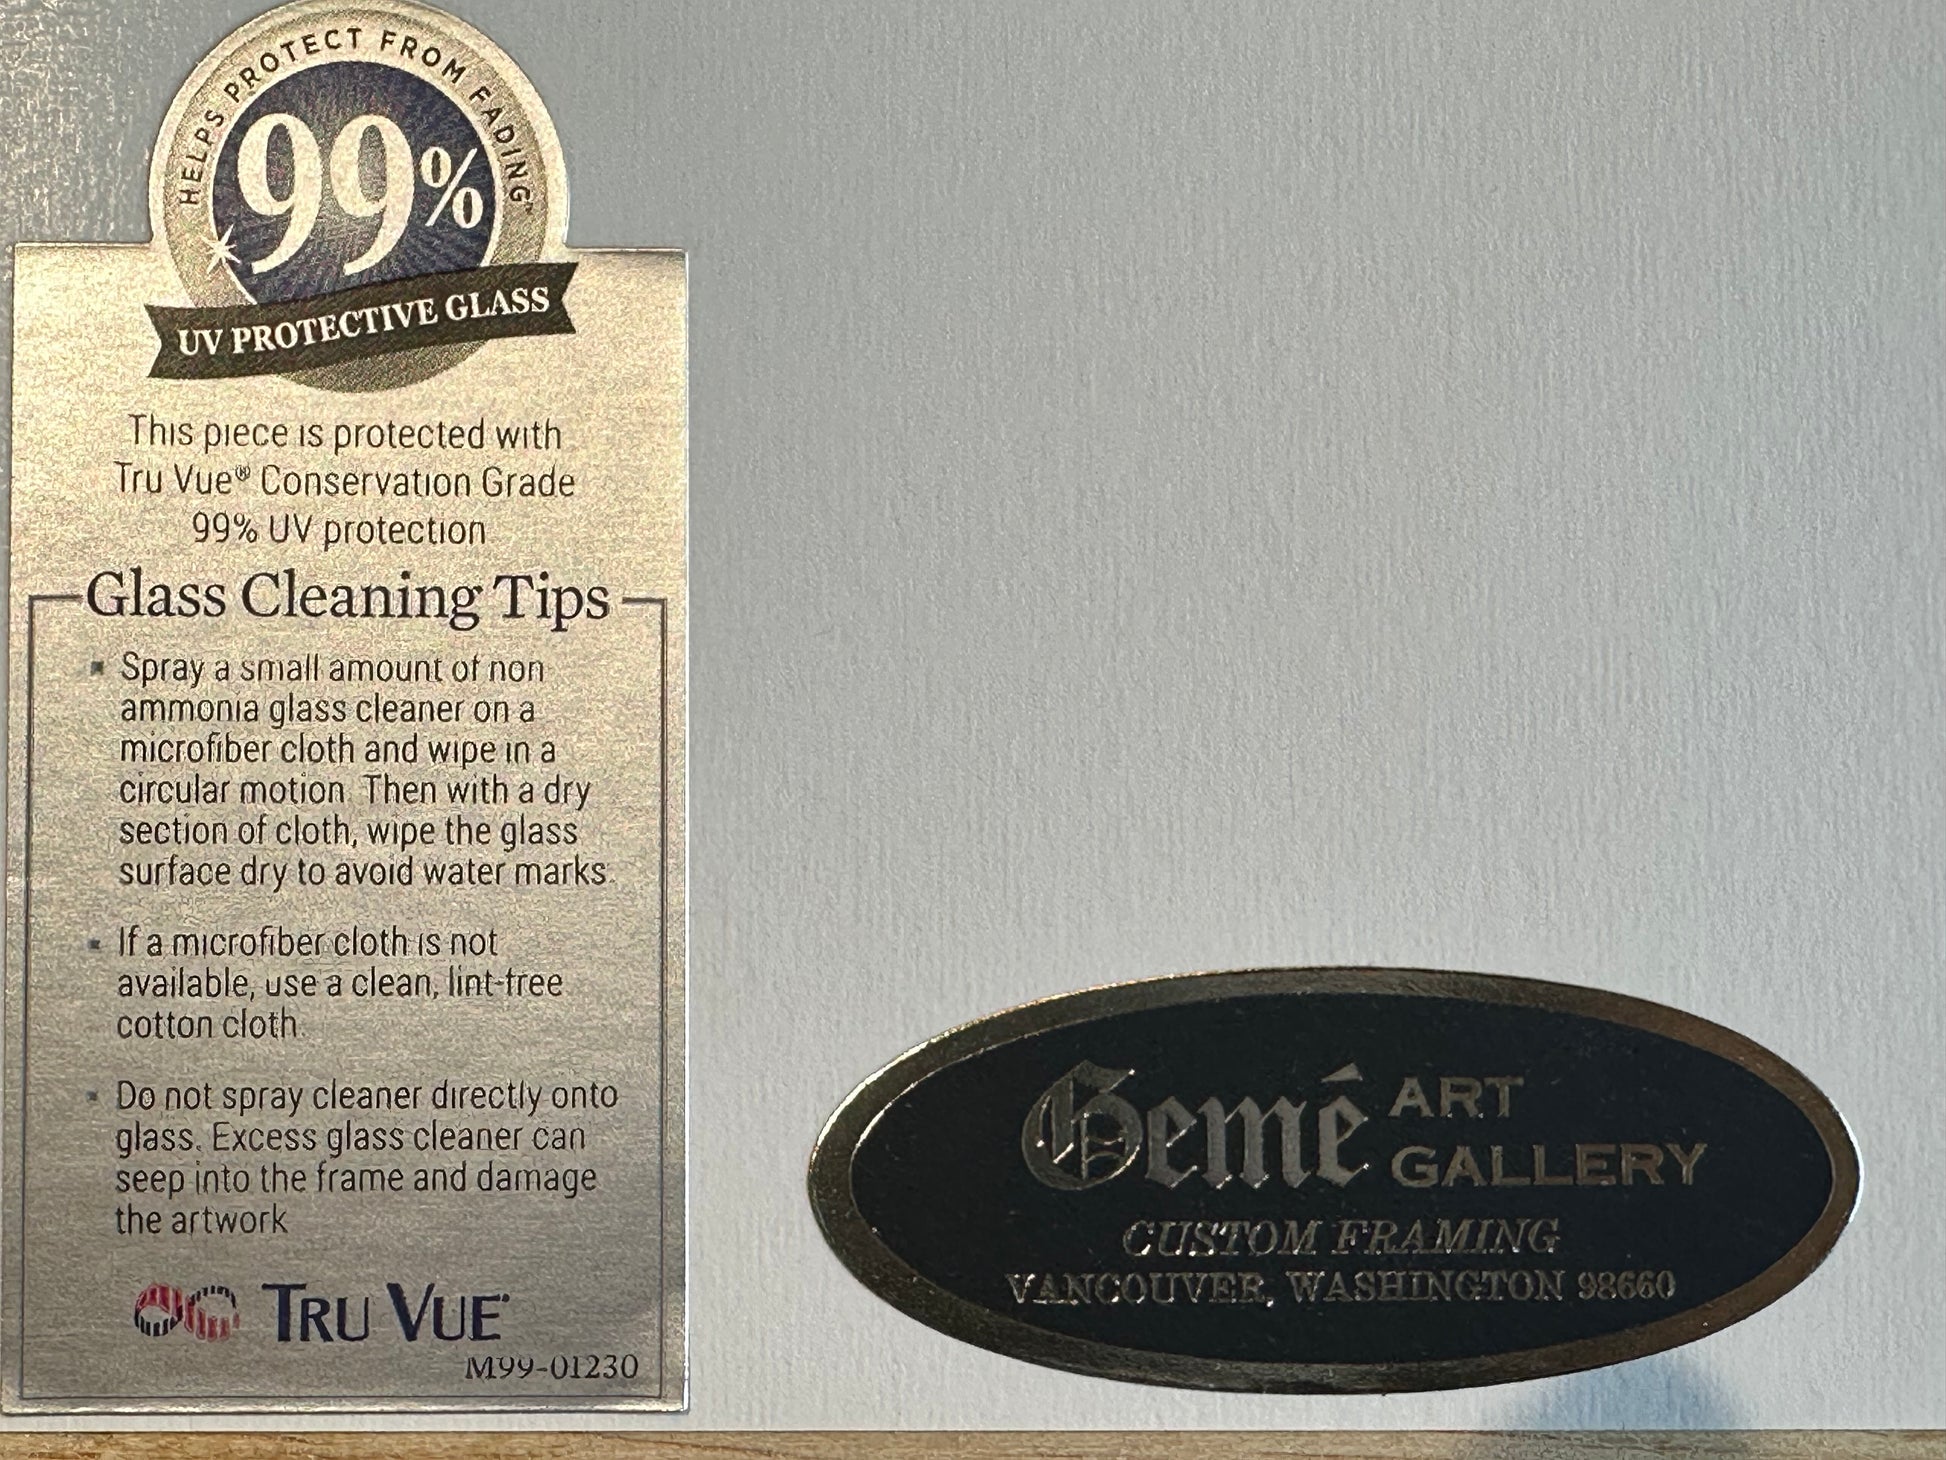 HELPS PROTECT FROM FADING™
99%
UV PROTECTIVE GLASS
This piece is protected with
Tru Vue® Conservation Grade
99% UV protection
Glass Cleaning Tips
▪ Spray a small amount of non
ammonia glass cleaner on a
microfiber cloth and wipe in a
circular motion. Then with a dry
section of cloth, wipe the glass
surface dry to avoid water marks.
▪ If a microfiber cloth is not
available, use a clean, lint-free
cotton cloth.
▪ Do not spray cleaner directly onto
glass. Excess glass cleaner can
seep into the frame and damage
the artwork
TRU VUE®
M99-01230
Gemé ART
GALLERY
CUSTOM FRAMING
VANCOUVER, WASHINGTON 98660